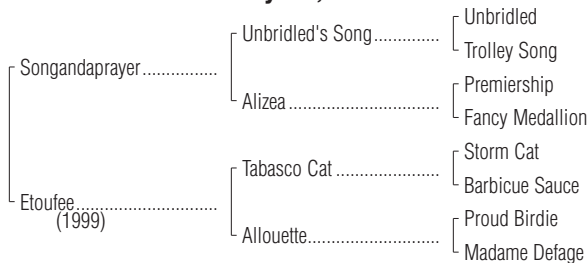 Unbridled
Unbridled's Song..............
Trolley Song
Songandaprayer................
Premiership
Alizea ................................
Fancy Medallion
Storm Cat
Tabasco Cat ......................
Barbicue Sauce
Etoufee..............................
(1999)
Proud Birdie
Allouette............................
Madame Defage